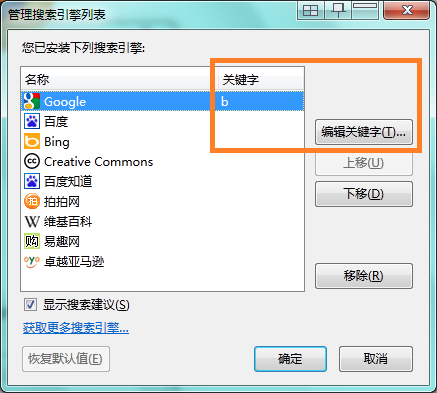 管理搜索引擎列表
您已安装下列搜索引擎:
名称 关键字
Google b
百度
编辑关键字(T)...
Bing
Creative Commons
上移(U)
百度知道
下移(D)
拍拍网
维基百科
易趣网
卓越亚马逊
移除(R)
显示搜索建议(S)
获取更多搜索引擎...
恢复默认值(E) 确定 取消